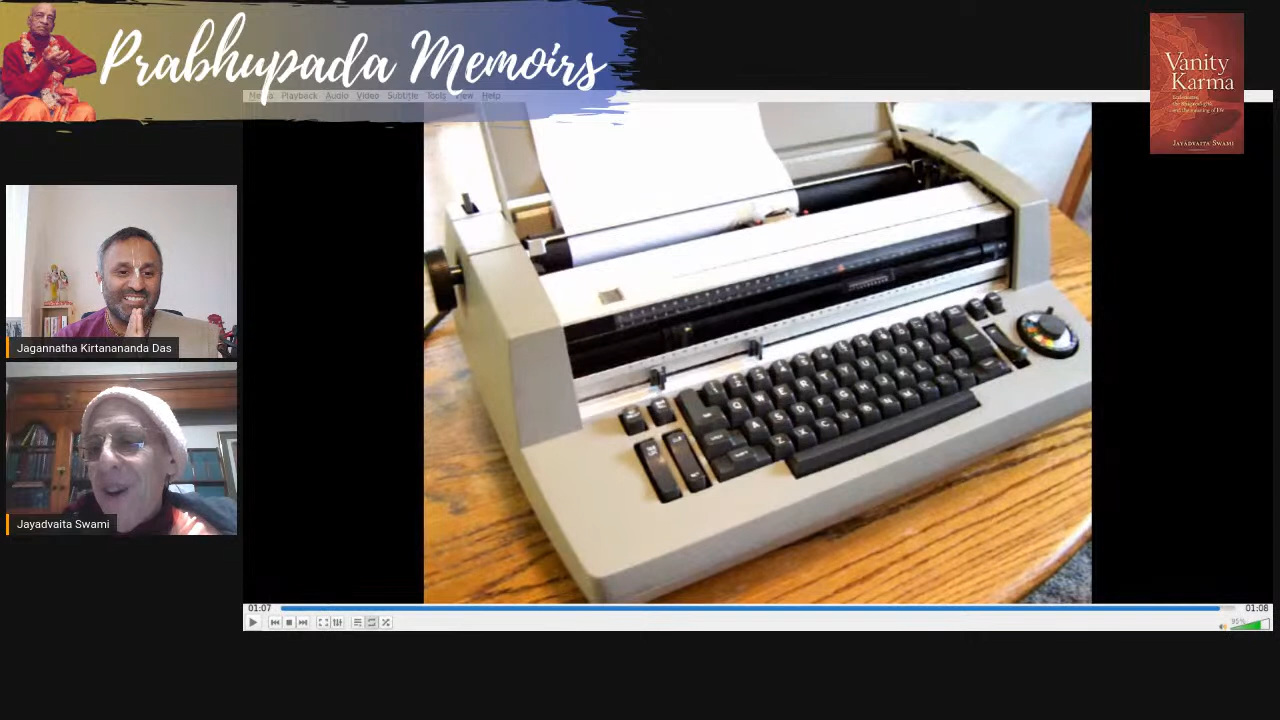 Prabhupada Memoirs
Media Playback Audio Video Subtitle Tools View Help
Vanity
Karma
JAYADVAITA SWAMI
Jagannatha Kirtanananda Das
Jayadvaita Swami
Q W E R T Y
A S D F G H
Z X C
01:07
01:08
95%